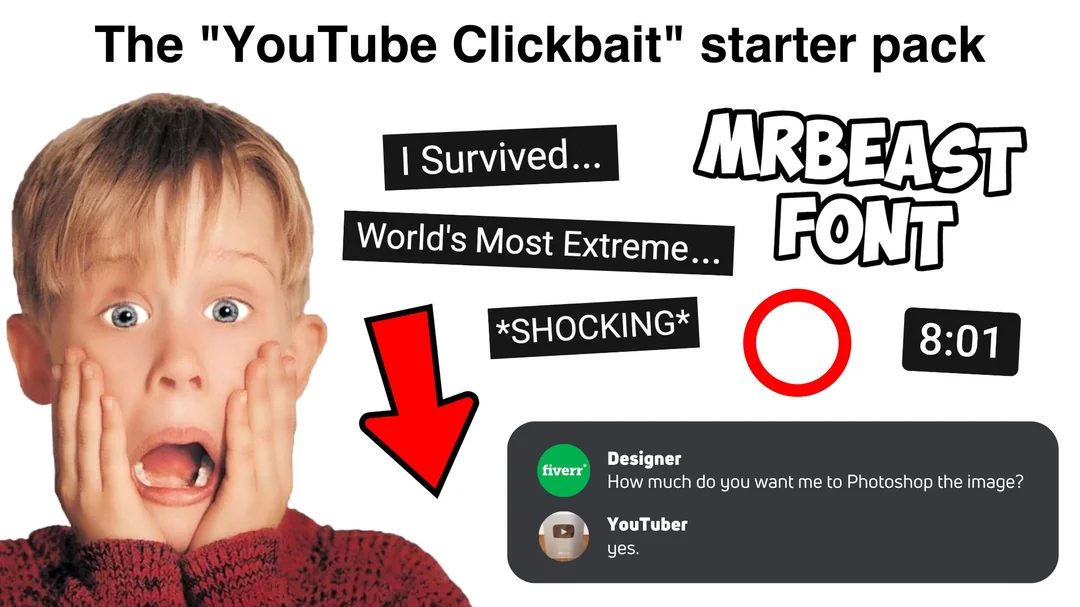 The "YouTube Clickbait" starter pack
I Survived...
MRBEAST
FONT
World's Most Extreme...
*SHOCKING*
8:01
fiverr
Designer
How much do you want me to Photoshop the image?
YouTuber
yes.